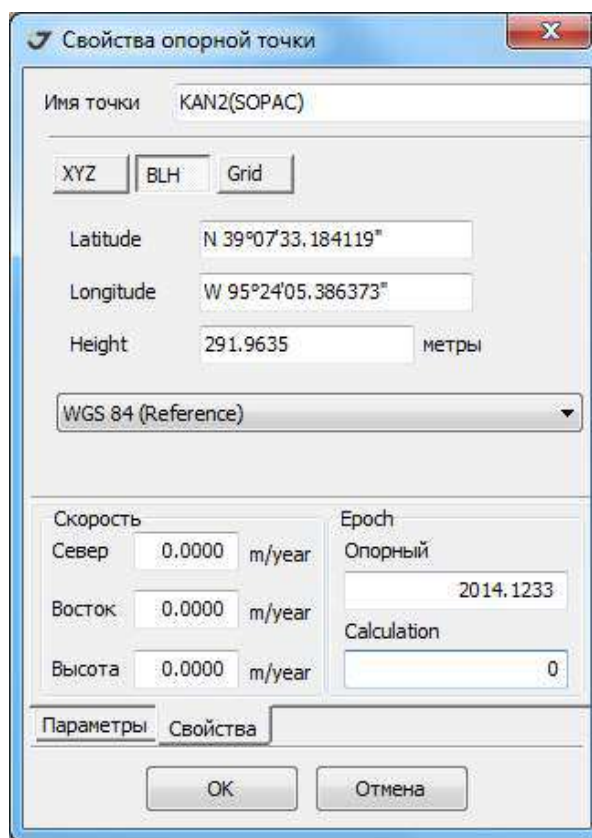 Свойства опорной точки
Имя точки KAN2(SOPAC)
XYZ BLH Grid
Latitude N 39°07'33.184119"
Longitude W 95°24'05.386373"
Height 291.9635 метры
WGS 84 (Reference)
Скорость
Север 0.0000 m/year
Восток 0.0000 m/year
Высота 0.0000 m/year
Epoch
Опорный
2014.1233
Calculation
0
Параметры Свойства
OK Отмена